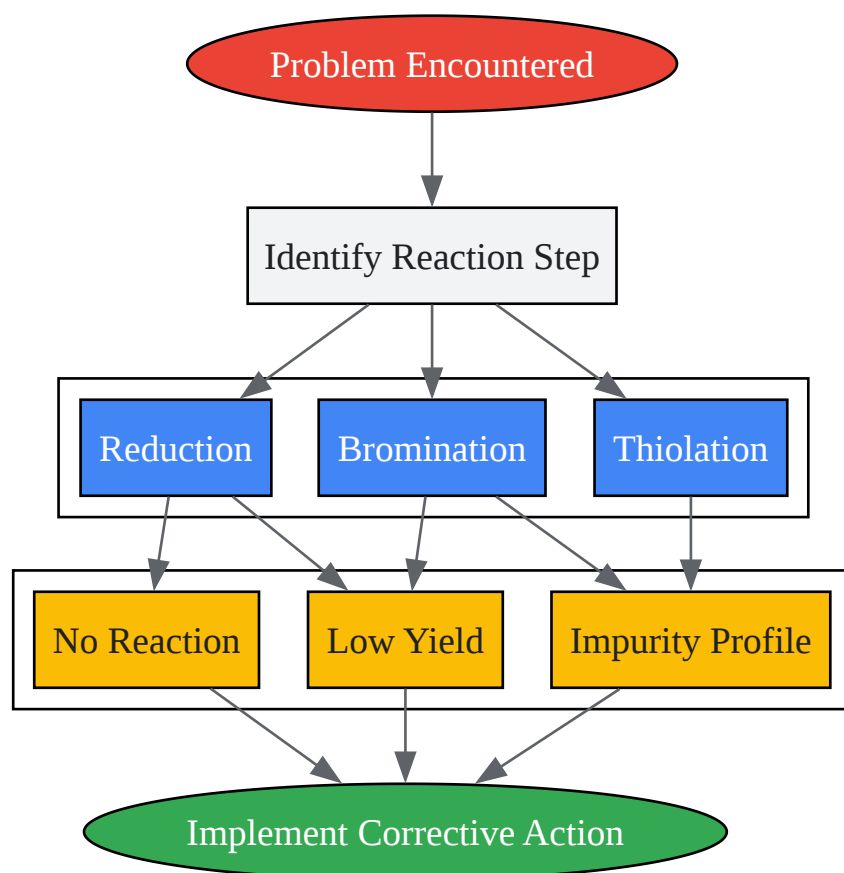 Problem Encountered
Identify Reaction Step
Reduction
Bromination
Thiolation
No Reaction
Low Yield
Impurity Profile
Implement Corrective Action